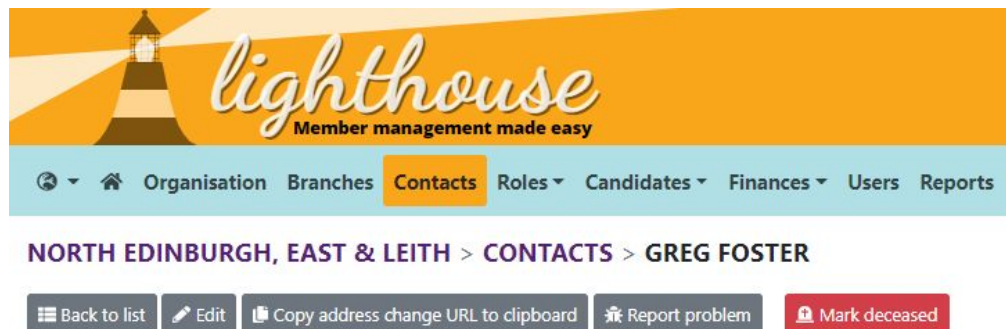 lighthouse
Member management made easy
Organisation Branches Contacts Roles Candidates Finances Users Reports
NORTH EDINBURGH, EAST & LEITH > CONTACTS > GREG FOSTER
Back to list Edit Copy address change URL to clipboard Report problem Mark deceased